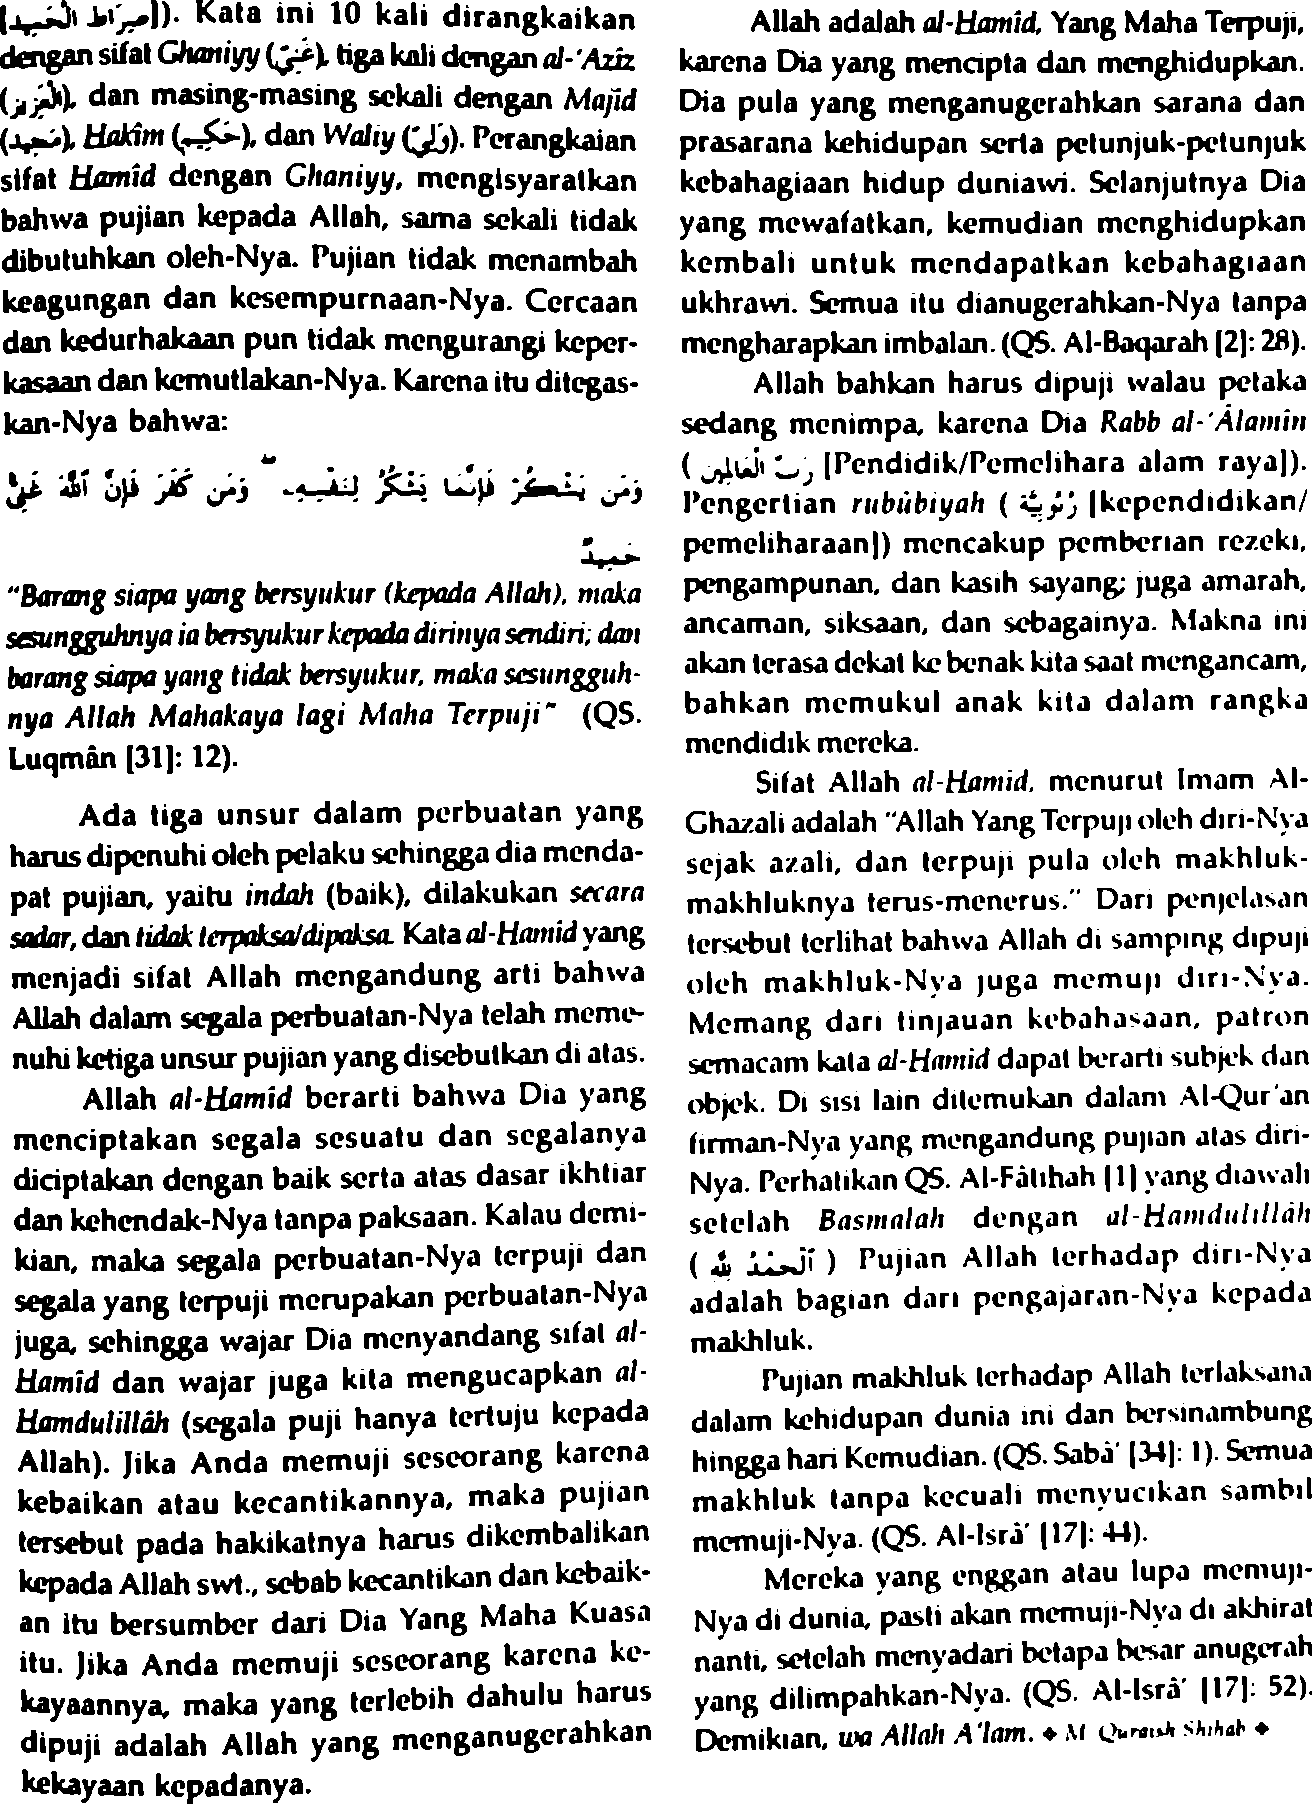 [صِرَاط الْحَمِيد]). Kata ini 10 kali dirangkaikan
dengan sifat Ghaniyy (غَنِيّ), tiga kali dengan al-'Azîz
(الْعَزِيز), dan masing-masing sekali dengan Majîd
(مَجِيد), Hakîm (حَكِيم), dan Waliy (وَلِيّ). Perangkaian
sifat Hamîd dengan Ghaniyy, mengisyaratkan
bahwa pujian kepada Allah, sama sekali tidak
dibutuhkan oleh-Nya. Pujian tidak menambah
keagungan dan kesempurnaan-Nya. Cercaan
dan kedurhakaan pun tidak mengurangi keper-
kasaan dan kemutlakan-Nya. Karena itu ditegas-
kan-Nya bahwa:
وَمَن يَشْكُرْ فَإِنَّمَا يَشْكُرُ لِنَفْسِهِۦ ۖ وَمَن كَفَرَ فَإِنَّ ٱللَّهَ غَنِىٌّ
حَمِيدٌ
"Barang siapa yang bersyukur (kepada Allah), maka
sesungguhnya ia bersyukur kepada dirinya sendiri; dan
barang siapa yang tidak bersyukur, maka sesungguh-
nya Allah Mahakaya lagi Maha Terpuji" (QS.
Luqmân [31]: 12).
Ada tiga unsur dalam perbuatan yang
harus dipenuhi oleh pelaku sehingga dia menda-
pat pujian, yaitu indah (baik), dilakukan secara
sadar, dan tidak terpaksa/dipaksa. Kata al-Hamîd yang
menjadi sifat Allah mengandung arti bahwa
Allah dalam segala perbuatan-Nya telah meme-
nuhi ketiga unsur pujian yang disebutkan di atas.
Allah al-Hamîd berarti bahwa Dia yang
menciptakan segala sesuatu dan segalanya
diciptakan dengan baik serta atas dasar ikhtiar
dan kehendak-Nya tanpa paksaan. Kalau demi-
kian, maka segala perbuatan-Nya terpuji dan
segala yang terpuji merupakan perbuatan-Nya
juga, sehingga wajar Dia menyandang sifat al-
Hamîd dan wajar juga kita mengucapkan al-
Hamdulillâh (segala puji hanya tertuju kepada
Allah). Jika Anda memuji seseorang karena
kebaikan atau kecantikannya, maka pujian
tersebut pada hakikatnya harus dikembalikan
kepada Allah swt., sebab kecantikan dan kebaik-
an itu bersumber dari Dia Yang Maha Kuasa
itu. Jika Anda memuji seseorang karena ke-
kayaannya, maka yang terlebih dahulu harus
dipuji adalah Allah yang menganugerahkan
kekayaan kepadanya.
Allah adalah al-Hamîd, Yang Maha Terpuji,
karena Dia yang mencipta dan menghidupkan.
Dia pula yang menganugerahkan sarana dan
prasarana kehidupan serta petunjuk-petunjuk
kebahagiaan hidup duniawi. Selanjutnya Dia
yang mewafatkan, kemudian menghidupkan
kembali untuk mendapatkan kebahagiaan
ukhrawi. Semua itu dianugerahkan-Nya tanpa
mengharapkan imbalan. (QS. Al-Baqarah [2]: 28).
Allah bahkan harus dipuji walau petaka
sedang menimpa, karena Dia Rabb al-'Âlamîn
( رَبّ الْعَالَمِيْن [Pendidik/Pemelihara alam raya]).
Pengertian rubûbiyah ( رُبُوبِيَّة [kependidikan/
pemeliharaan]) mencakup pemberian rezeki,
pengampunan, dan kasih sayang; juga amarah,
ancaman, siksaan, dan sebagainya. Makna ini
akan terasa dekat ke benak kita saat mengancam,
bahkan memukul anak kita dalam rangka
mendidik mereka.
Sifat Allah al-Hamid, menurut Imam Al-
Ghazali adalah "Allah Yang Terpuji oleh diri-Nya
sejak azali, dan terpuji pula oleh makhluk-
makhluknya terus-menerus." Dari penjelasan
tersebut terlihat bahwa Allah di samping dipuji
oleh makhluk-Nya juga memuji diri-Nya.
Memang dari tinjauan kebahasaan, patron
semacam kata al-Hamid dapat berarti subjek dan
objek. Di sisi lain ditemukan dalam Al-Qur'an
firman-Nya yang mengandung pujian atas diri-
Nya. Perhatikan QS. Al-Fâtihah [1] yang diawali
setelah Basmalah dengan al-Hamdulillâh
( اَلْحَمْدُ لِلّٰه ) Pujian Allah terhadap diri-Nya
adalah bagian dari pengajaran-Nya kepada
makhluk.
Pujian makhluk terhadap Allah terlaksana
dalam kehidupan dunia ini dan bersinambung
hingga hari Kemudian. (QS. Sabâ' [34]: 1). Semua
makhluk tanpa kecuali menyucikan sambil
memuji-Nya. (QS. Al-Isrâ' [17]: 44).
Mereka yang enggan atau lupa memuji-
Nya di dunia, pasti akan memuji-Nya di akhirat
nanti, setelah menyadari betapa besar anugerah
yang dilimpahkan-Nya. (QS. Al-Isrâ' [17]: 52).
Demikian, wa Allah A'lam. ♦ M Quraish Shihab ♦